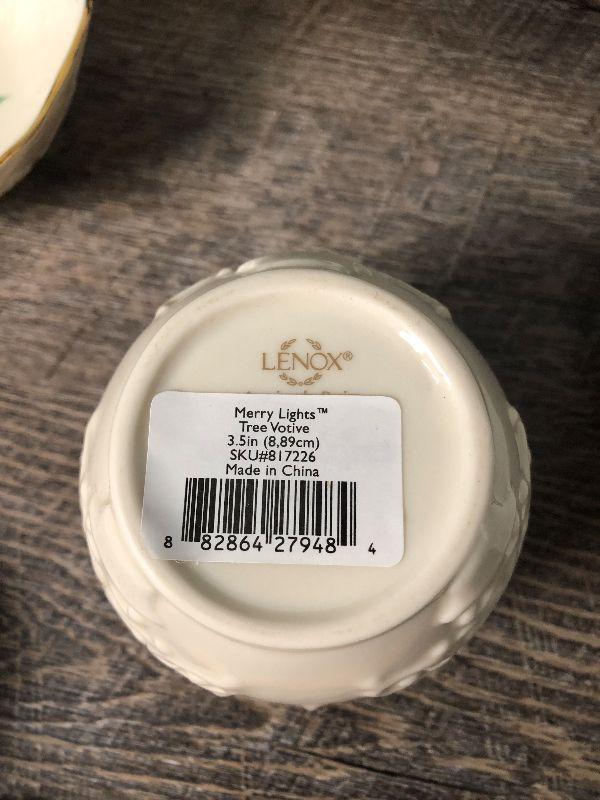 LENOX®
Merry Lights™
Tree Votive
3.5in (8,89cm)
SKU#817226
Made in China
8 82864 27948 4